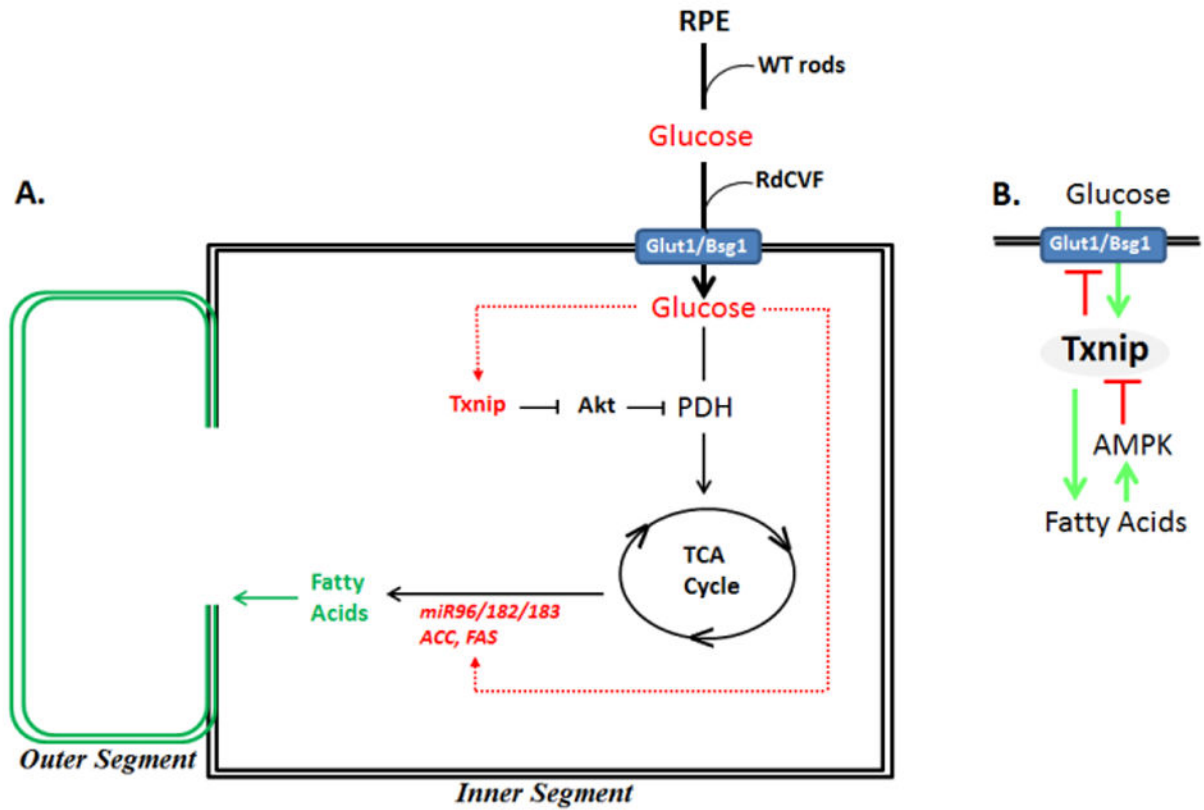 RPE
WT rods
Glucose
RdCVF
A.
Glut1/Bsg1
Glucose
Txnip
Akt
PDH
TCA
Cycle
Fatty
Acids
miR96/182/183
ACC, FAS
Outer Segment
Inner Segment
B.
Glucose
Glut1/Bsg1
Txnip
AMPK
Fatty Acids